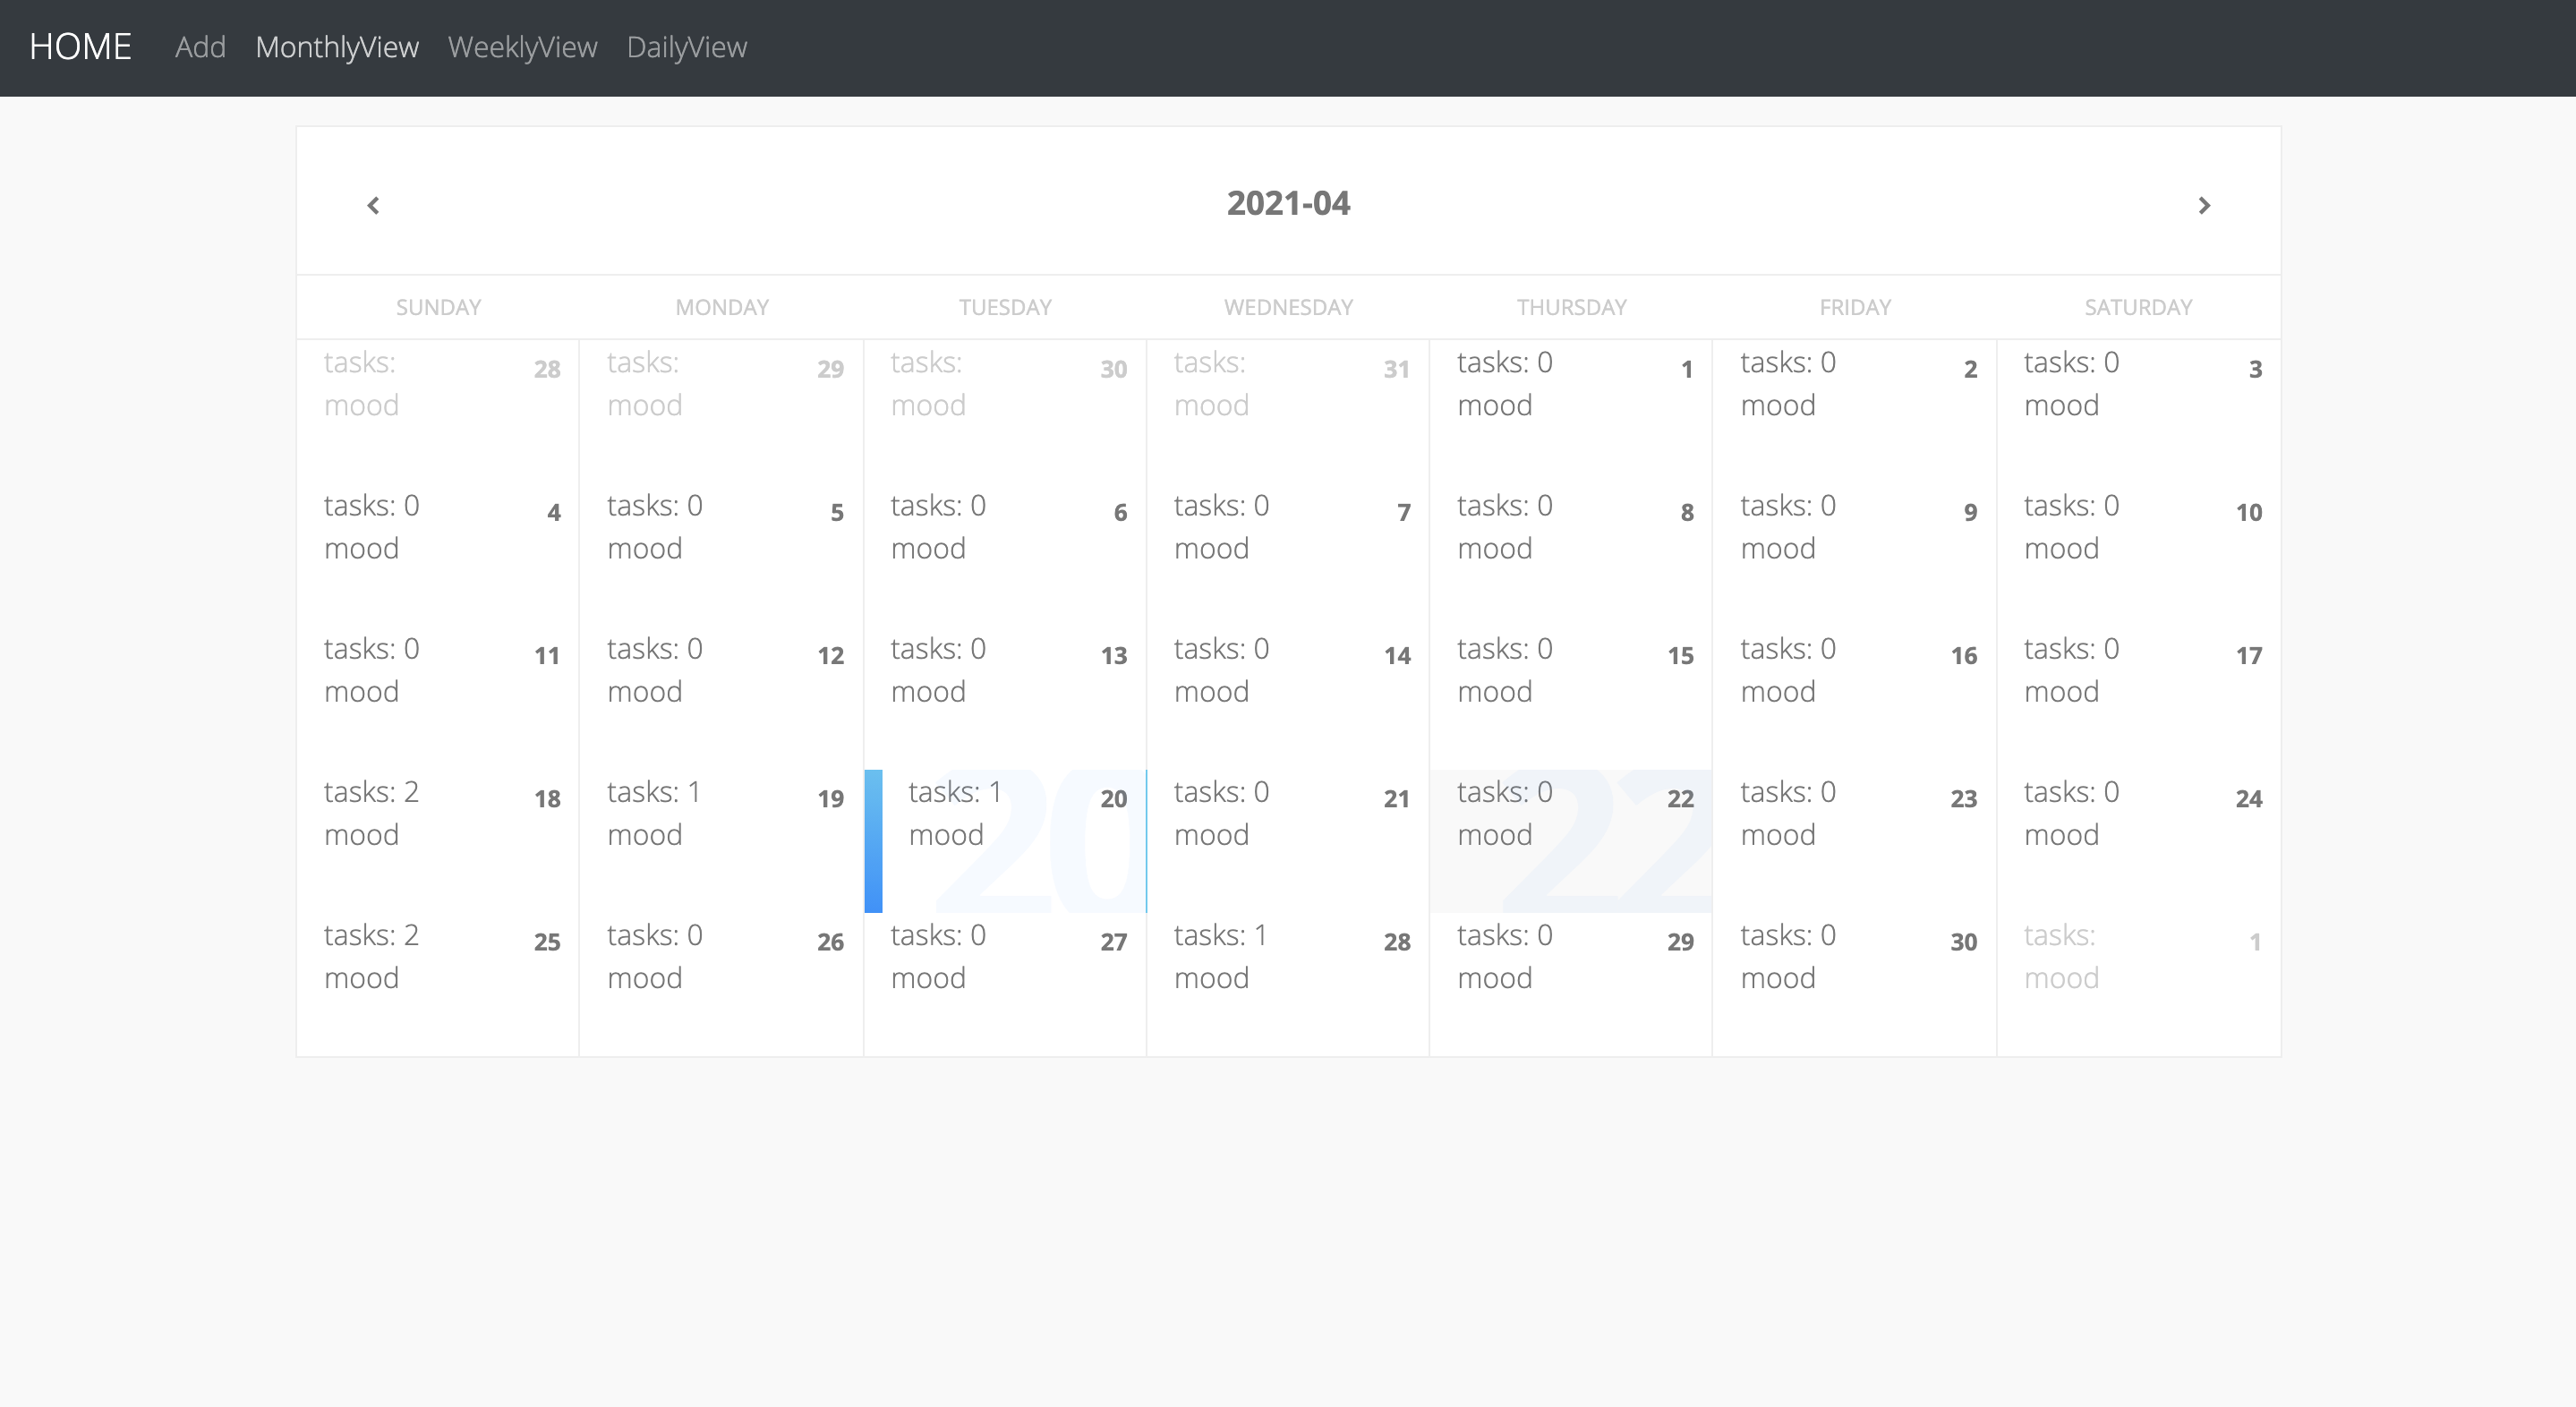 HOME Add MonthlyView WeeklyView DailyView
2021-04
SUNDAY MONDAY TUESDAY WEDNESDAY THURSDAY FRIDAY SATURDAY
tasks: 28 tasks: 29 tasks: 30 tasks: 31 tasks: 0 1 tasks: 0 2 tasks: 0 3
mood mood mood mood mood mood mood
tasks: 0 4 tasks: 0 5 tasks: 0 6 tasks: 0 7 tasks: 0 8 tasks: 0 9 tasks: 0 10
mood mood mood mood mood mood mood
tasks: 0 11 tasks: 0 12 tasks: 0 13 tasks: 0 14 tasks: 0 15 tasks: 0 16 tasks: 0 17
mood mood mood mood mood mood mood
tasks: 2 18 tasks: 1 19 tasks: 1 20 20 tasks: 0 21 tasks: 0 22 22 tasks: 0 23 tasks: 0 24
mood mood mood mood mood mood mood
tasks: 2 25 tasks: 0 26 tasks: 0 27 tasks: 1 28 tasks: 0 29 tasks: 0 30 tasks: 1
mood mood mood mood mood mood mood